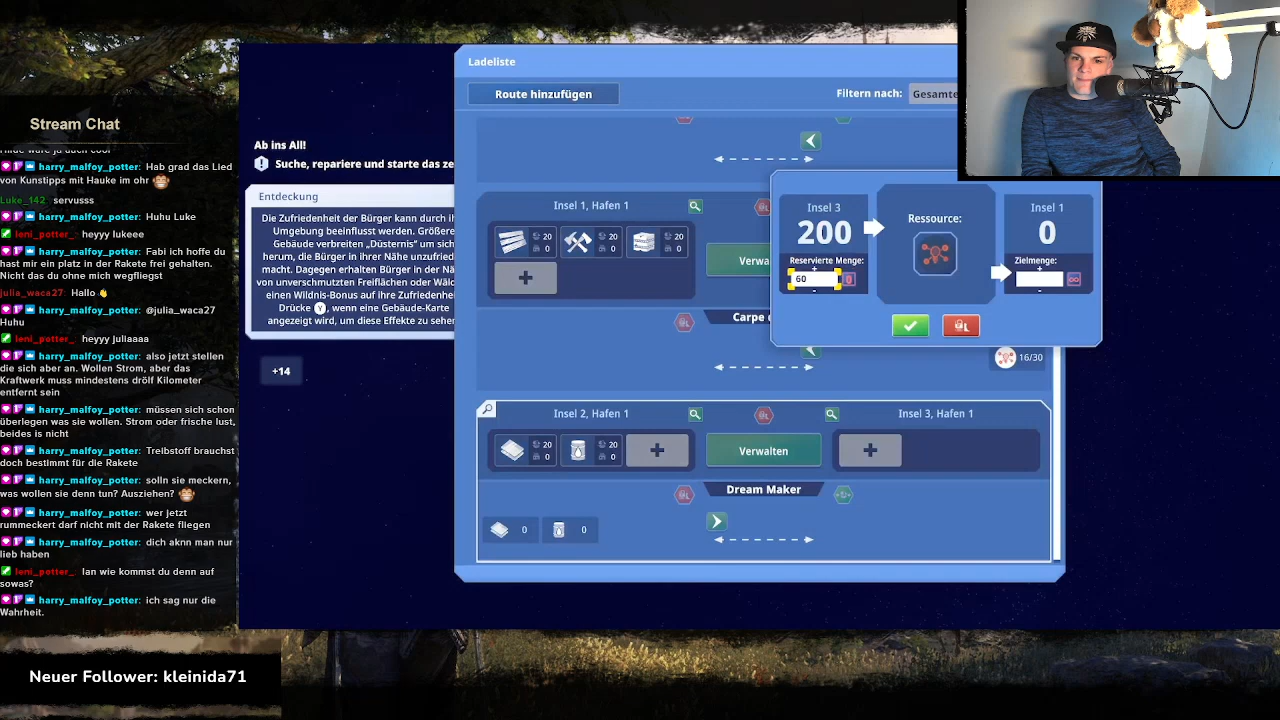 Stream Chat
harry_malfoy_potter: Hab grad das Lied
von Kunstipps mit Hauke im ohr
Luke_142 servusss
harry_malfoy_potter: Huhu Luke
leni_potter_: heyyy lukeee
harry_malfoy_potter: Fabi ich hoffe du
hast mir ein platz in der Rakete frei gehalten.
Nicht das du ohne mich wegfliegst
julia_waca27: Hallo
harry_malfoy_potter: @julia_waca27
Huhu
leni_potter_: heyyy juliaaaa
harry_malfoy_potter: also jetzt stellen
die sich aber an. Wollen Strom, aber das
Kraftwerk muss mindestens drölf Kilometer
entfernt sein
harry_malfoy_potter: müssen sich schon
überlegen was sie wollen. Strom oder frische lust,
beides is nicht
harry_malfoy_potter: Treibstoff brauchst
doch bestimmt für die Rakete
harry_malfoy_potter: solln sie meckern,
was wollen sie denn tun? Ausziehen?
harry_malfoy_potter: wer jetzt
rummeckert darf nicht mit der Rakete fliegen
harry_malfoy_potter: dich aknn man nur
lieb haben
leni_potter_: Ian wie kommst du denn auf
sowas?
harry_malfoy_potter: ich sag nur die
Wahrheit.
Neuer Follower: kleinida71
Ab ins All!
Suche, repariere und starte das ze
Entdeckung
Die Zufriedenheit der Bürger kann durch ih
Umgebung beeinflusst werden. Größere
Gebäude verbreiten „Düsternis" um sich
herum, die Bürger in ihrer Nähe unzufried
macht. Dagegen erhalten Bürger in der Nä
von unverschmutzten Freiflächen oder Wälc
einen Wildnis-Bonus auf ihre Zufriedenhe
Drücke Y, wenn eine Gebäude-Karte
angezeigt wird, um diese Effekte zu sehe
+14
Ladeliste
Route hinzufügen
Filtern nach:
Gesamte
Insel 1, Hafen 1
20
0
20
0
20
0
+
Verwa
Carpe d
16/30
Insel 2, Hafen 1
Insel 3, Hafen 1
20
0
20
0
+
Verwalten
+
Dream Maker
0
0
Insel 3
200
Reservierte Menge:
+
60
0
-
Ressource:
Insel 1
0
Zielmenge:
+
∞
-
L